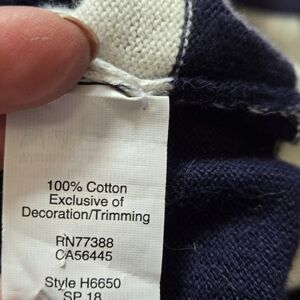 100% Cotton
Exclusive of
Decoration/Trimming
RN77388
CA56445
Style H6650
SP 18